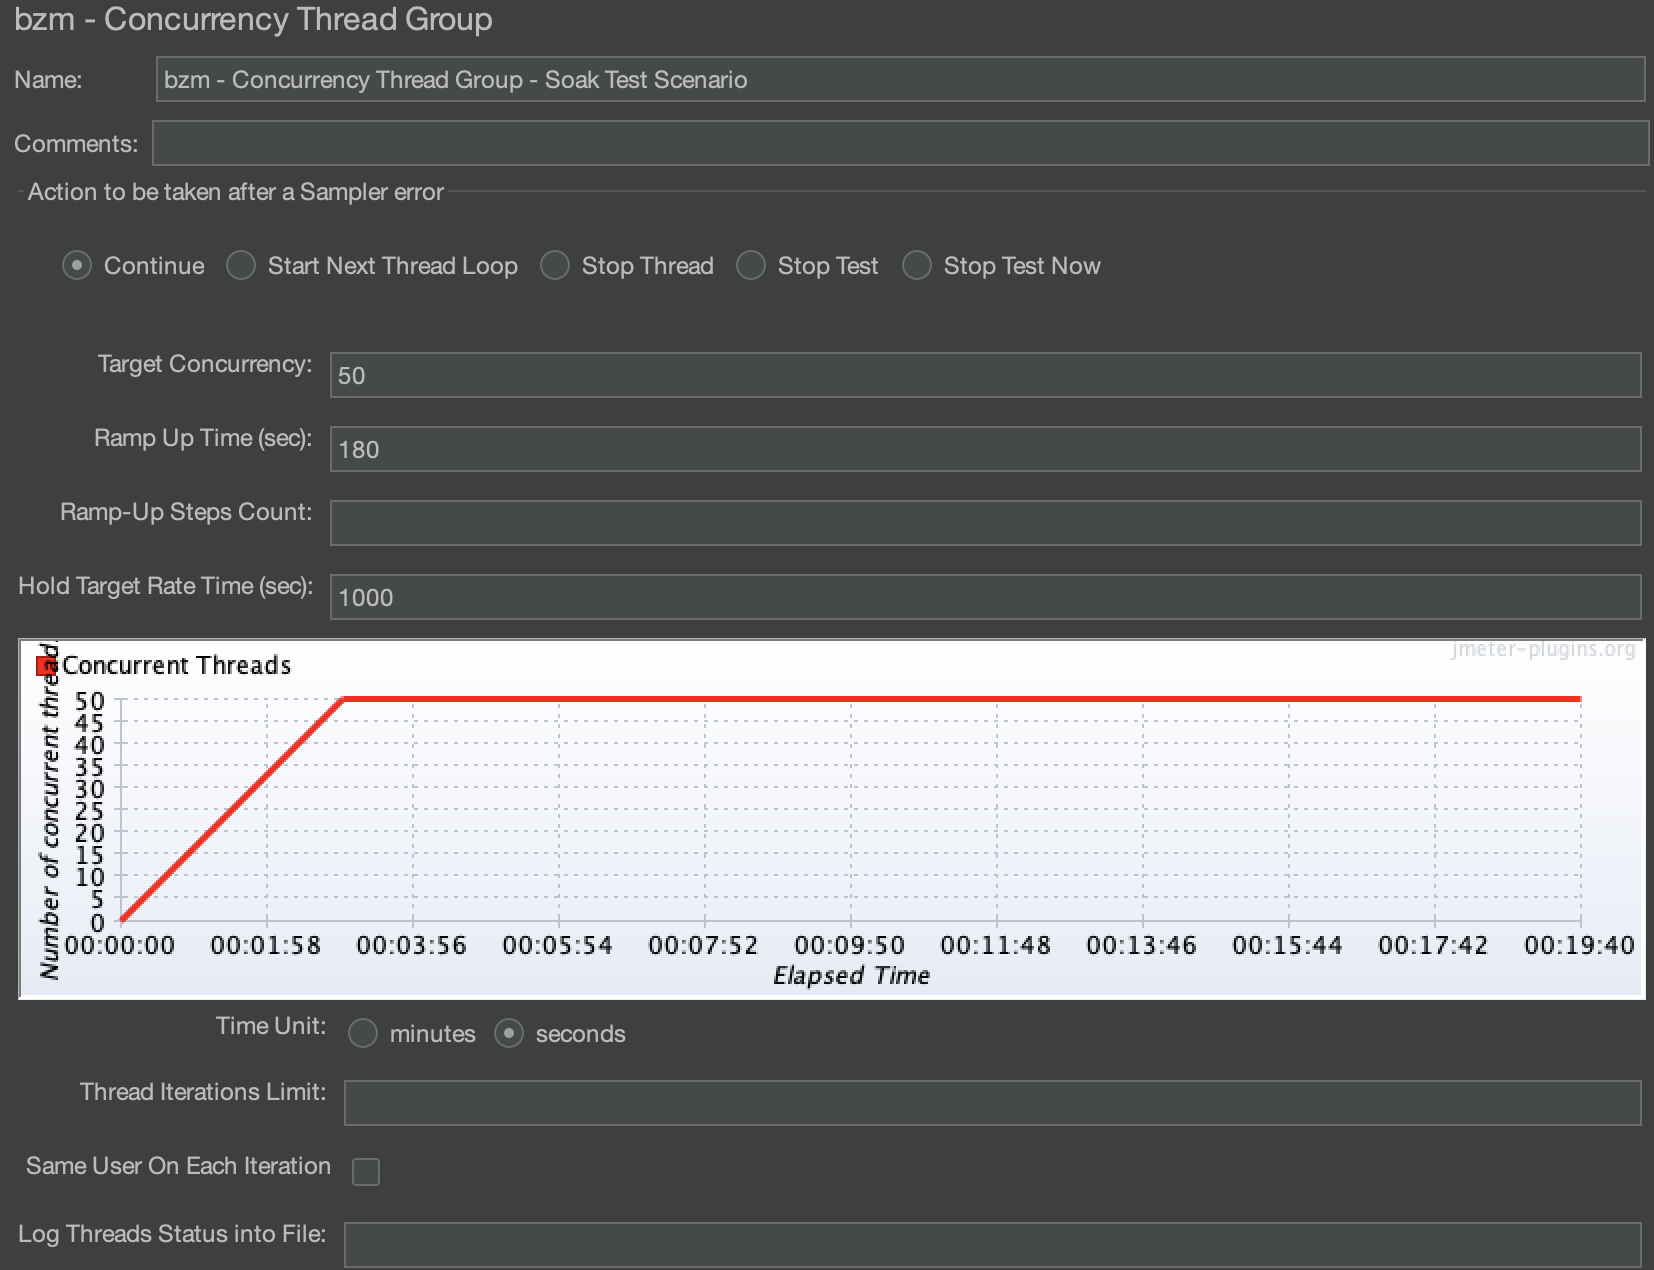 bzm - Concurrency Thread Group
Name: bzm - Concurrency Thread Group - Soak Test Scenario
Comments:
Action to be taken after a Sampler error
Continue Start Next Thread Loop Stop Thread Stop Test Stop Test Now
Target Concurrency: 50
Ramp Up Time (sec): 180
Ramp-Up Steps Count:
Hold Target Rate Time (sec): 1000
jmeter-plugins.org
Concurrent Threads
Number of concurrent thread
50
45
40
35
30
25
20
15
10
5
0
00:00:00 00:01:58 00:03:56 00:05:54 00:07:52 00:09:50 00:11:48 00:13:46 00:15:44 00:17:42 00:19:40
Elapsed Time
Time Unit: minutes seconds
Thread Iterations Limit:
Same User On Each Iteration
Log Threads Status into File: